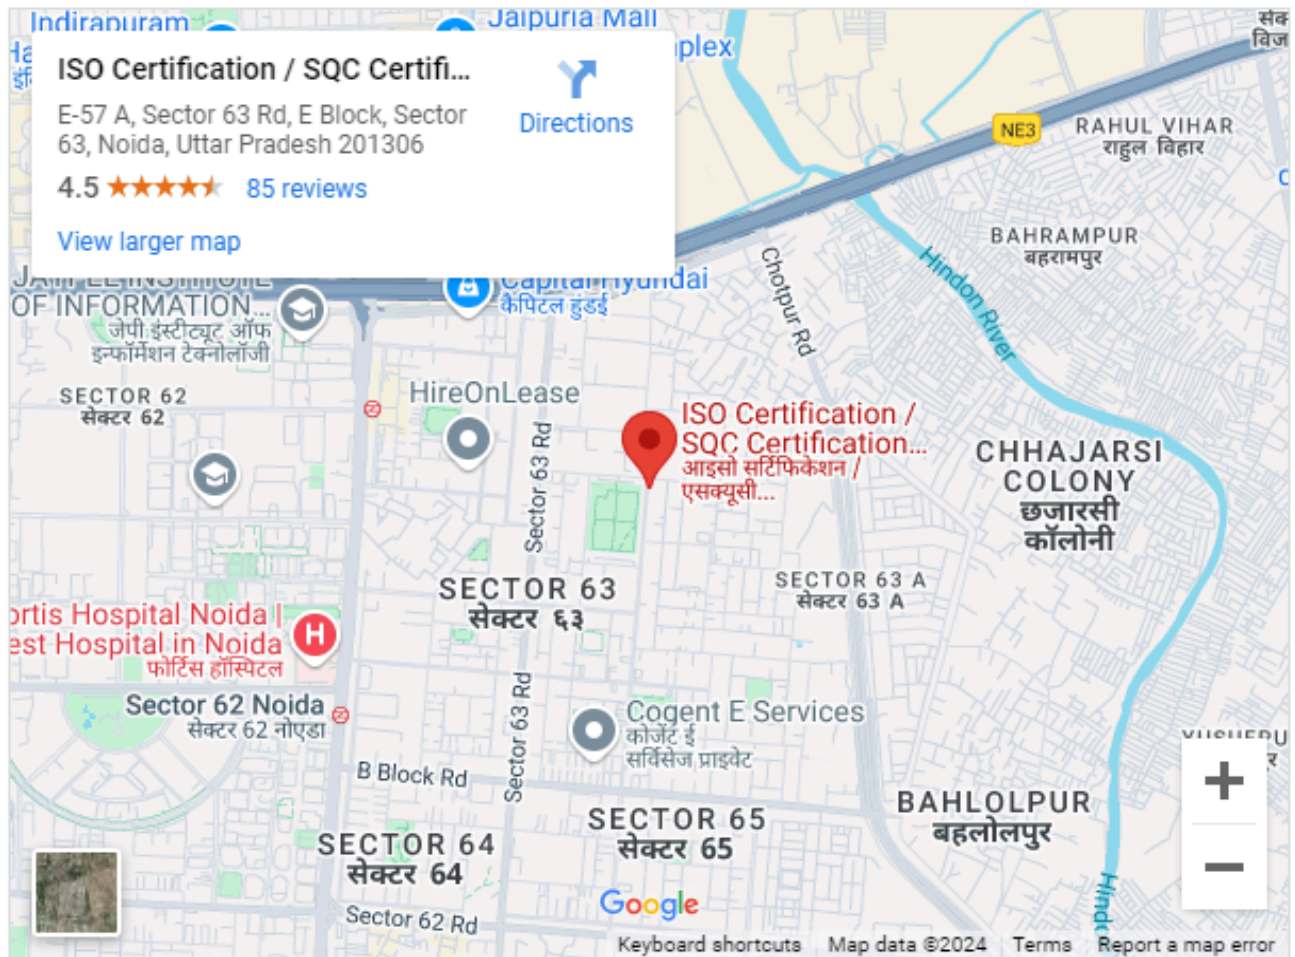 Indirapuram
Jaipuria Mall
ISO Certification / SQC Certifi...
E-57 A, Sector 63 Rd, E Block, Sector
63, Noida, Uttar Pradesh 201306
4.5
85 reviews
View larger map
Directions
NE3
RAHUL VIHAR
राहुल विहार
BAHRAMPUR
बहरामपुर
Hindon River
Chotpur Rd
Capital Hyundai
कैपिटल हुंडई
OF INFORMATION...
जेपी इंस्टीट्यूट ऑफ
इन्फॉर्मेशन टेक्नोलॉजी
SECTOR 62
सेक्टर 62
HireOnLease
Sector 63 Rd
ISO Certification /
SQC Certification...
आइसो सर्टिफिकेशन /
एसक्यूसी...
CHHAJARSI
COLONY
छजारसी
कॉलोनी
SECTOR 63
सेक्टर ६३
SECTOR 63 A
सेक्टर 63 A
ortis Hospital Noida |
est Hospital in Noida
फोर्टिस हॉस्पिटल
H
Sector 62 Noida
सेक्टर 62 नोएडा
Sector 63 Rd
Cogent E Services
कोजेंट ई
सर्विसेज प्राइवेट
B Block Rd
SECTOR 65
सेक्टर 65
BAHLOLPUR
बहलोलपुर
SECTOR 64
सेक्टर 64
Sector 62 Rd
Google
Keyboard shortcuts
Map data ©2024
Terms
Report a map error